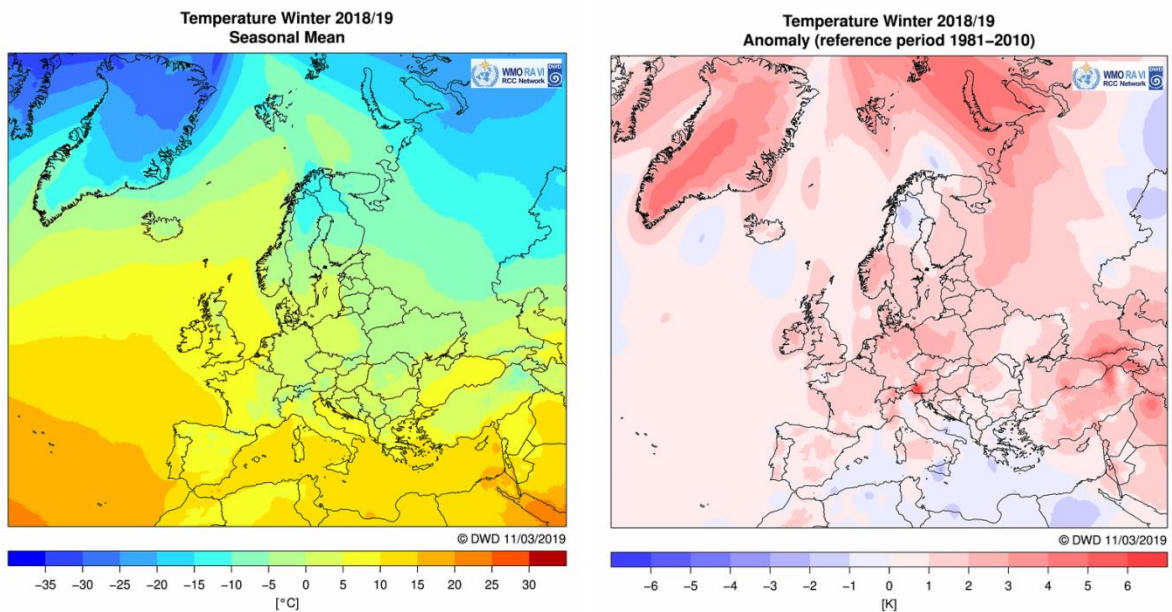 Temperature Winter 2018/19
Seasonal Mean
WMO RA VI
RCC Network
DWD
© DWD 11/03/2019
−35 −30 −25 −20 −15 −10 −5 0 5 10 15 20 25 30
[°C]
Temperature Winter 2018/19
Anomaly (reference period 1981−2010)
WMO RA VI
RCC Network
DWD
© DWD 11/03/2019
−6 −5 −4 −3 −2 −1 0 1 2 3 4 5 6
[K]